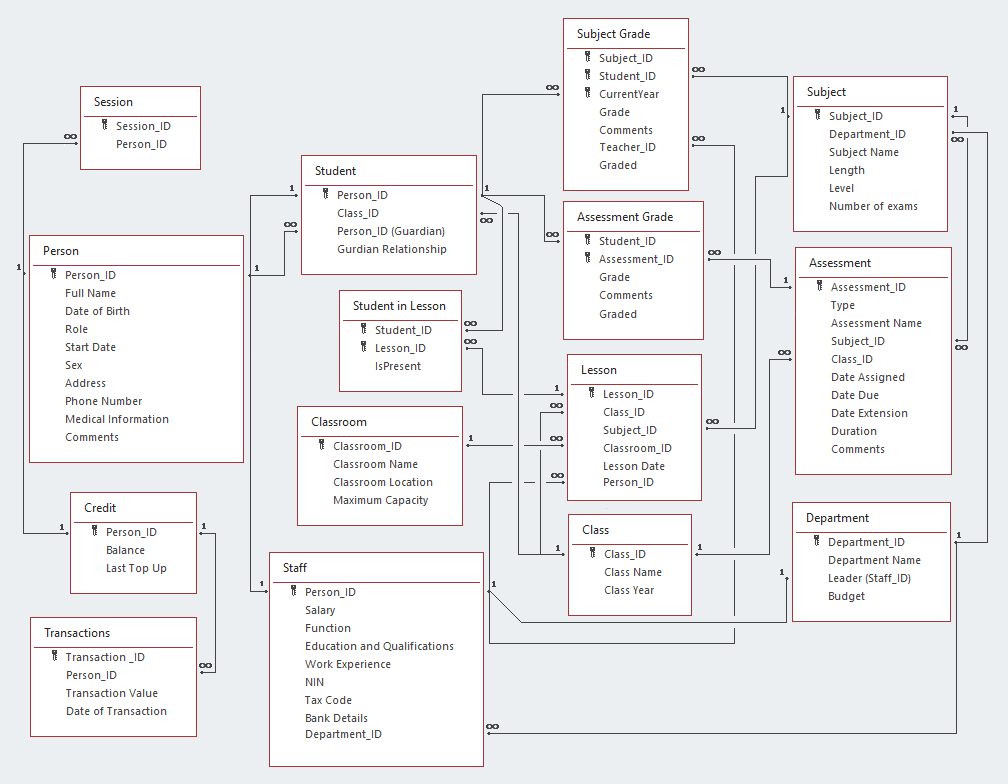 Session
Session_ID
Person_ID
Person
Person_ID
Full Name
Date of Birth
Role
Start Date
Sex
Address
Phone Number
Medical Information
Comments
Credit
Person_ID
Balance
Last Top Up
Transactions
Transaction _ID
Person_ID
Transaction Value
Date of Transaction
Student
Person_ID
Class_ID
Person_ID (Guardian)
Gurdian Relationship
Student in Lesson
Student_ID
Lesson_ID
IsPresent
Classroom
Classroom_ID
Classroom Name
Classroom Location
Maximum Capacity
Staff
Person_ID
Salary
Function
Education and Qualifications
Work Experience
NIN
Tax Code
Bank Details
Department_ID
Subject Grade
Subject_ID
Student_ID
CurrentYear
Grade
Comments
Teacher_ID
Graded
Assessment Grade
Student_ID
Assessment_ID
Grade
Comments
Graded
Lesson
Lesson_ID
Class_ID
Subject_ID
Classroom_ID
Lesson Date
Person_ID
Class
Class_ID
Class Name
Class Year
Subject
Subject_ID
Department_ID
Subject Name
Length
Level
Number of exams
Assessment
Assessment_ID
Type
Assessment Name
Subject_ID
Class_ID
Date Assigned
Date Due
Date Extension
Duration
Comments
Department
Department_ID
Department Name
Leader (Staff_ID)
Budget
∞
1
1
1
∞
1
∞
1
1
1
∞
1
∞
∞
∞
1
∞
∞
1
∞
∞
1
∞
∞
1
∞
∞
∞
1
1
1
∞
1
∞
∞
1
1
1
∞